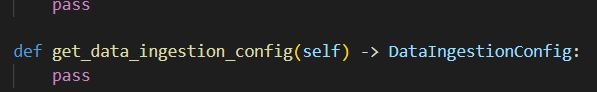 pass
def get_data_ingestion_config(self) -> DataIngestionConfig:
pass